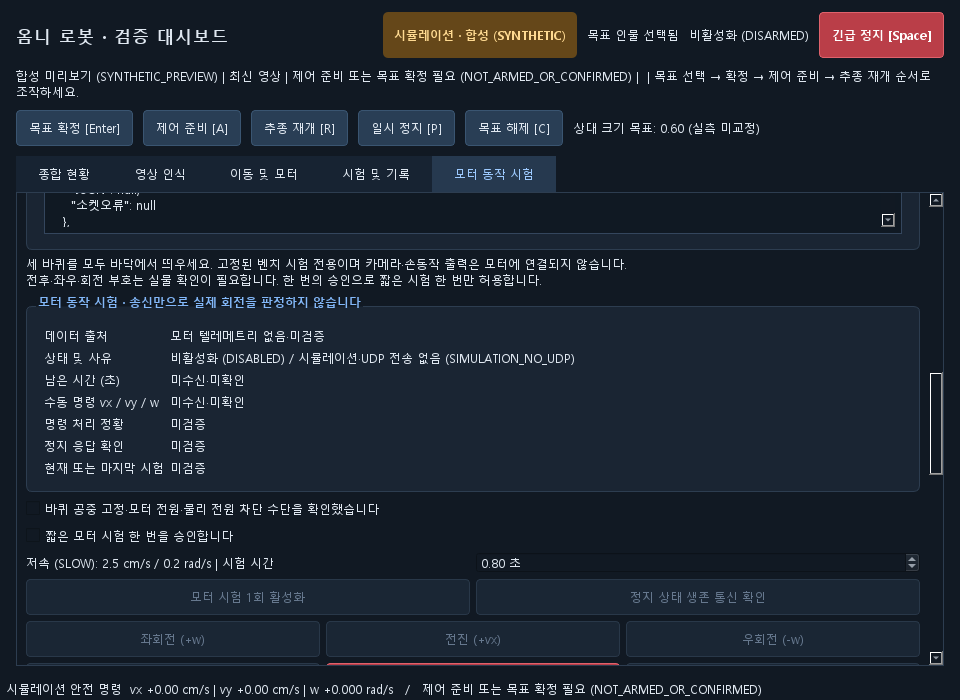 옴니 로봇 · 검증 대시보드
시뮬레이션 · 합성 (SYNTHETIC)
목표 인물 선택됨
비활성화 (DISARMED)
긴급 정지 [Space]
합성 미리보기 (SYNTHETIC_PREVIEW) | 최신 영상 | 제어 준비 또는 목표 확정 필요 (NOT_ARMED_OR_CONFIRMED) | | 목표 선택 → 확정 → 제어 준비 → 추종 재개 순서로
조작하세요.
목표 확정 [Enter]
제어 준비 [A]
추종 재개 [R]
일시 정지 [P]
목표 해제 [C]
상대 크기 목표: 0.60 (실측 미교정)
종합 현황
영상 인식
이동 및 모터
시험 및 기록
모터 동작 시험
"소켓오류": null
},
세 바퀴를 모두 바닥에서 띄우세요. 고정된 벤치 시험 전용이며 카메라·손동작 출력은 모터에 연결되지 않습니다.
전후·좌우·회전 부호는 실물 확인이 필요합니다. 한 번의 승인으로 짧은 시험 한 번만 허용합니다.
모터 동작 시험 · 송신만으로 실제 회전을 판정하지 않습니다
데이터 출처 모터 텔레메트리 없음·미검증
상태 및 사유 비활성화 (DISABLED) / 시뮬레이션·UDP 전송 없음 (SIMULATION_NO_UDP)
남은 시간 (초) 미수신·미확인
수동 명령 vx / vy / w 미수신·미확인
명령 처리 정황 미검증
정지 응답 확인 미검증
현재 또는 마지막 시험 미검증
바퀴 공중 고정·모터 전원·물리 전원 차단 수단을 확인했습니다
짧은 모터 시험 한 번을 승인합니다
저속 (SLOW): 2.5 cm/s / 0.2 rad/s | 시험 시간 0.80 초
모터 시험 1회 활성화
정지 상태 생존 통신 확인
좌회전 (+w)
전진 (+vx)
우회전 (-w)
시뮬레이션 안전 명령 vx +0.00 cm/s | vy +0.00 cm/s | w +0.000 rad/s / 제어 준비 또는 목표 확정 필요 (NOT_ARMED_OR_CONFIRMED)